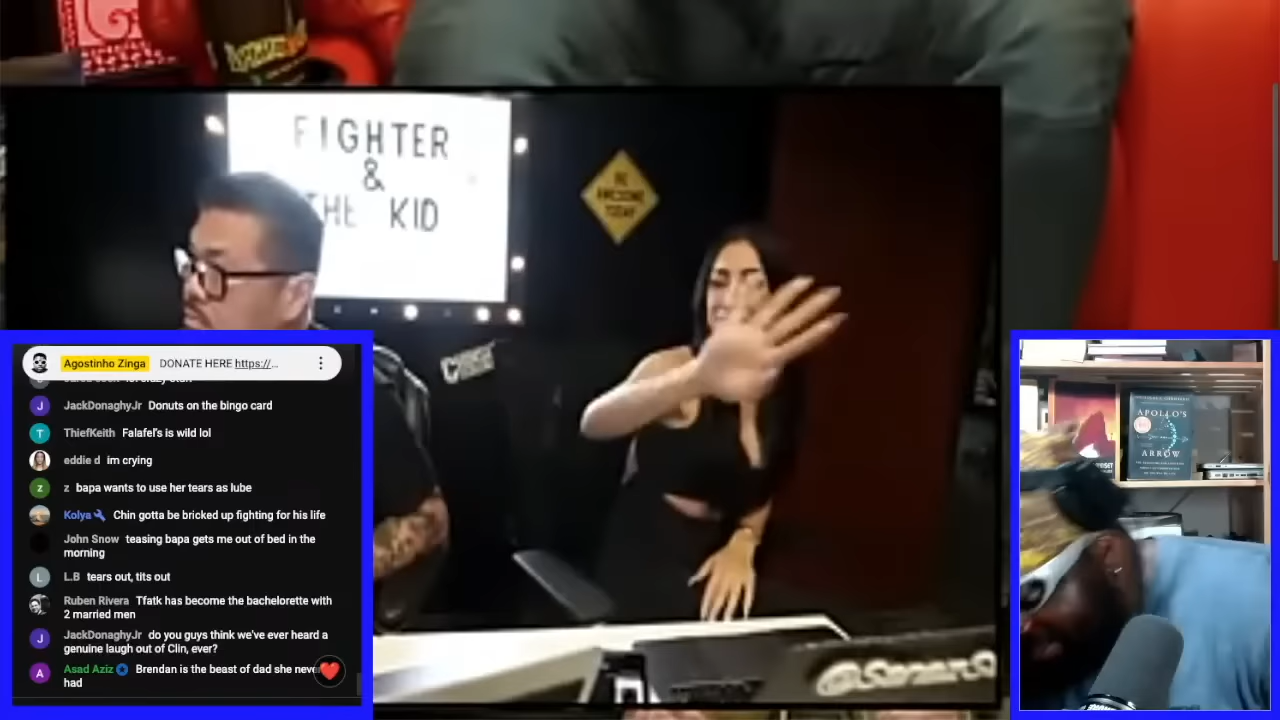 FIGHTER
&
THE KID
BE
AWESOME
TODAY
Agostinho Zinga DONATE HERE https://...
JackDonaghyJr Donuts on the bingo card
ThiefKeith Falafel's is wild lol
eddie d im crying
z bapa wants to use her tears as lube
Kolya Chin gotta be bricked up fighting for his life
John Snow teasing bapa gets me out of bed in the
morning
L.B tears out, tits out
Ruben Rivera Tfatk has become the bachelorette with
2 married men
JackDonaghyJr do you guys think we've ever heard a
genuine laugh out of Clin, ever?
Asad Aziz Brendan is the beast of dad she neve
had
APOLLO'S
ARROW